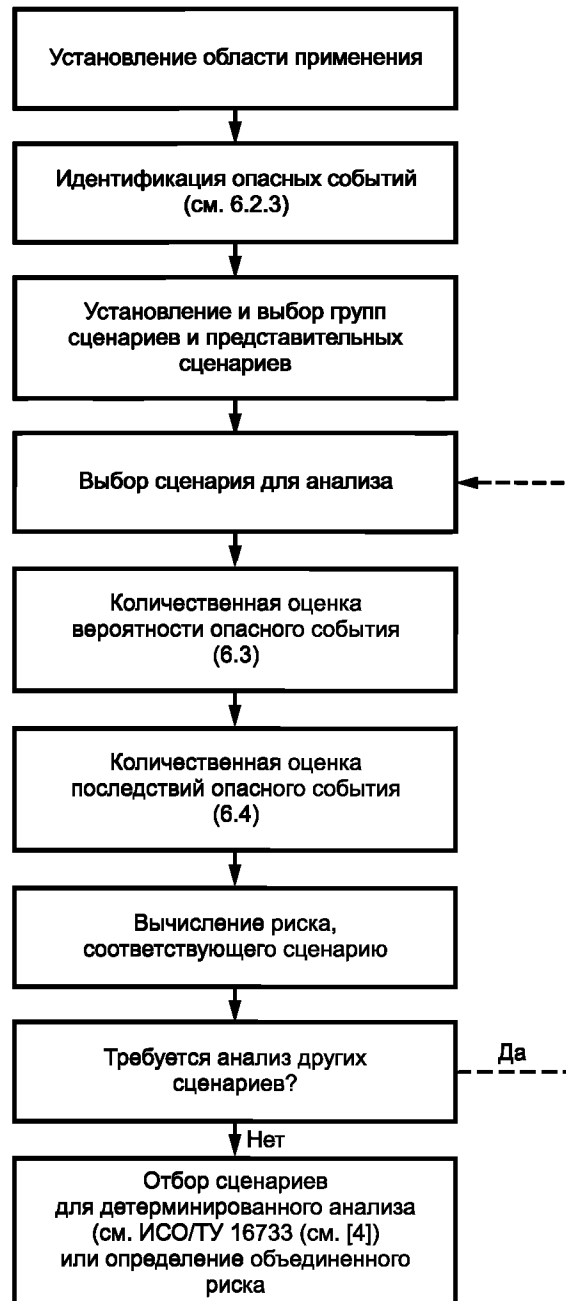 Установление области применения
Идентификация опасных событий
(см. 6.2.3)
Установление и выбор групп
сценариев и представительных
сценариев
Выбор сценария для анализа
Количественная оценка
вероятности опасного события
(6.3)
Количественная оценка
последствий опасного события
(6.4)
Вычисление риска,
соответствующего сценарию
Требуется анализ других
сценариев?
Да
Нет
Отбор сценариев
для детерминированного анализа
(см. ИСО/ТУ 16733 (см. [4])
или определение объединенного
риска